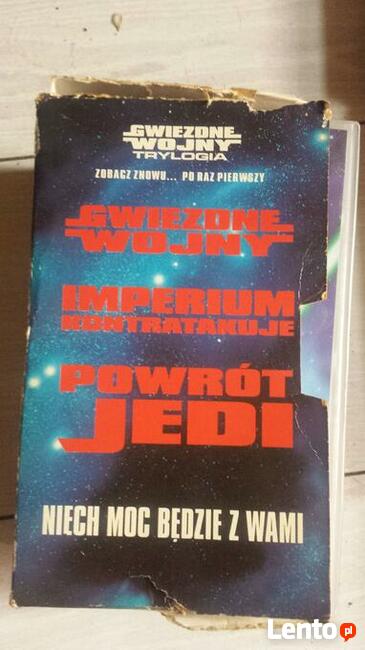 GWIEZDNE
WOJNY
TRYLOGIA
ZOBACZ ZNOWU... PO RAZ PIERWSZY
GWIEZDNE
WOJNY
IMPERIUM
KONTRATAKUJE
POWRÓT
JEDI
NIECH MOC BĘDZIE Z WAMI
Lento.pl